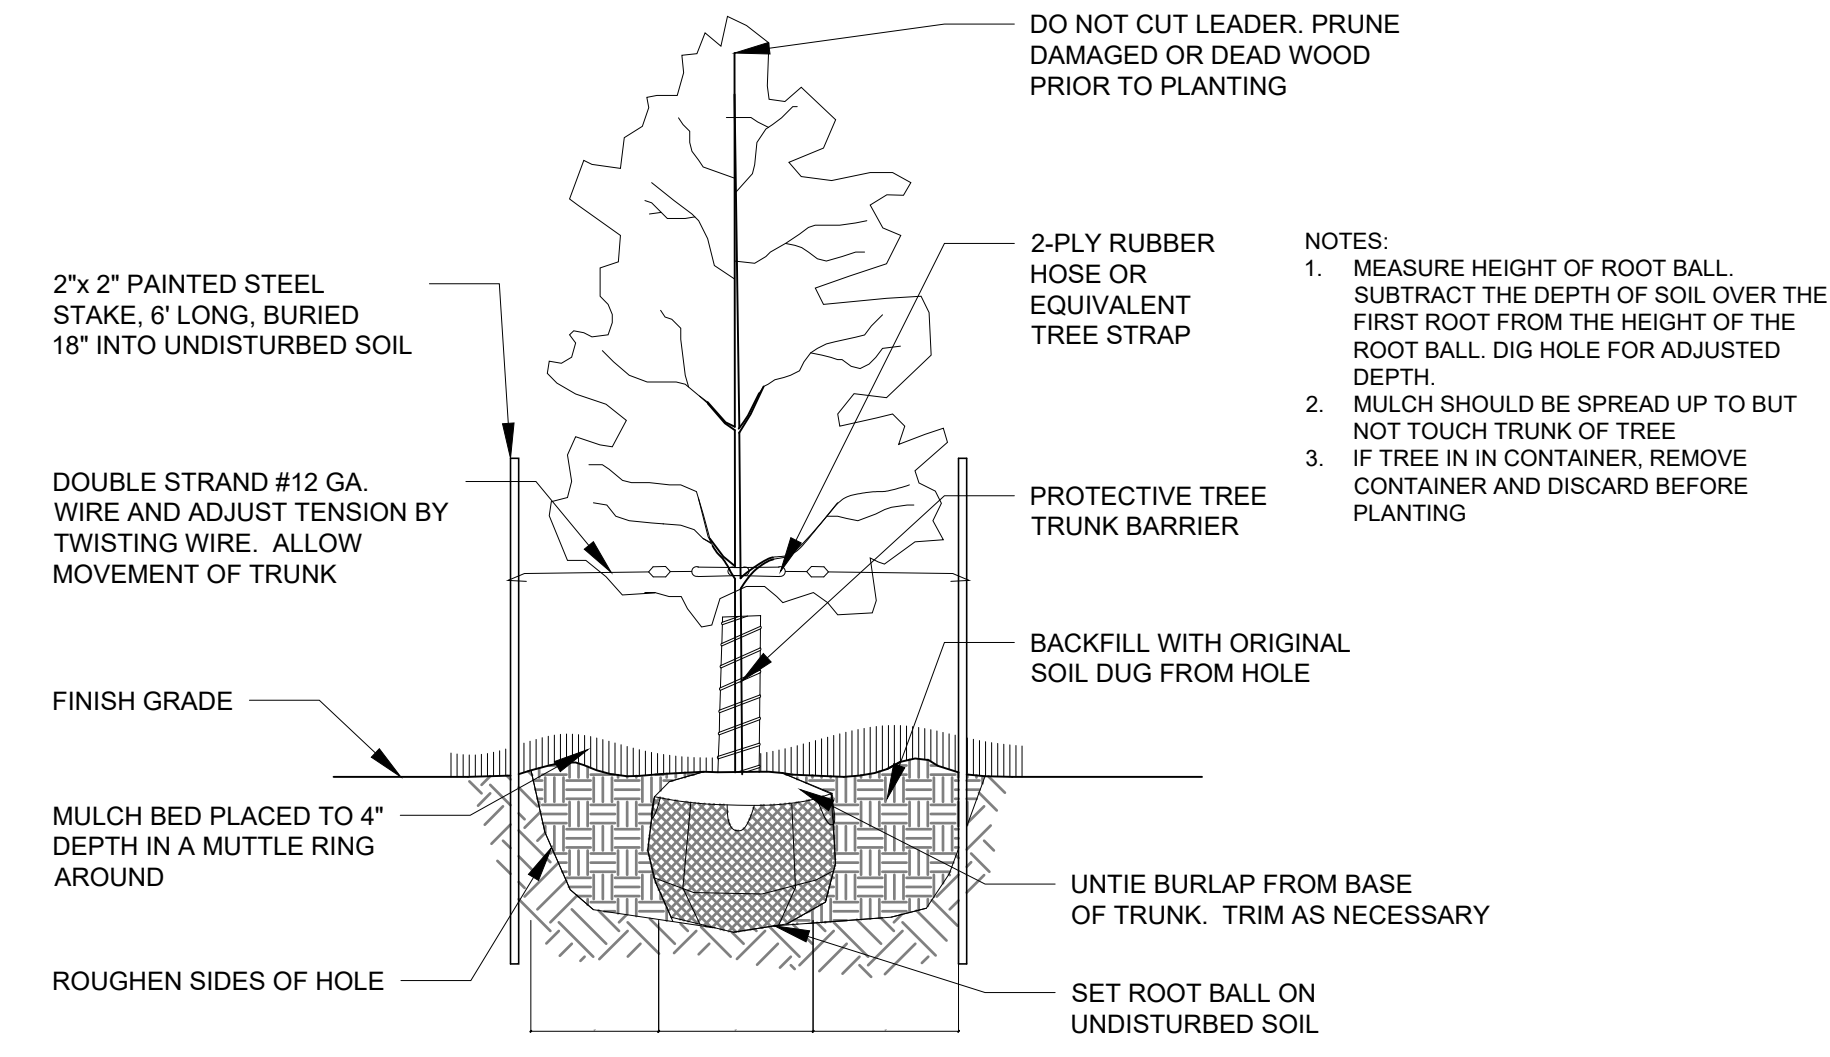 DO NOT CUT LEADER. PRUNE
DAMAGED OR DEAD WOOD
PRIOR TO PLANTING
2"x 2" PAINTED STEEL
STAKE, 6' LONG, BURIED
18" INTO UNDISTURBED SOIL
2-PLY RUBBER
HOSE OR
EQUIVALENT
TREE STRAP
NOTES:
1. MEASURE HEIGHT OF ROOT BALL.
SUBTRACT THE DEPTH OF SOIL OVER THE
FIRST ROOT FROM THE HEIGHT OF THE
ROOT BALL. DIG HOLE FOR ADJUSTED
DEPTH.
2. MULCH SHOULD BE SPREAD UP TO BUT
NOT TOUCH TRUNK OF TREE
3. IF TREE IN IN CONTAINER, REMOVE
CONTAINER AND DISCARD BEFORE
PLANTING
DOUBLE STRAND #12 GA.
WIRE AND ADJUST TENSION BY
TWISTING WIRE. ALLOW
MOVEMENT OF TRUNK
PROTECTIVE TREE
TRUNK BARRIER
BACKFILL WITH ORIGINAL
SOIL DUG FROM HOLE
FINISH GRADE
MULCH BED PLACED TO 4"
DEPTH IN A MUTTLE RING
AROUND
UNTIE BURLAP FROM BASE
OF TRUNK. TRIM AS NECESSARY
ROUGHEN SIDES OF HOLE
SET ROOT BALL ON
UNDISTURBED SOIL